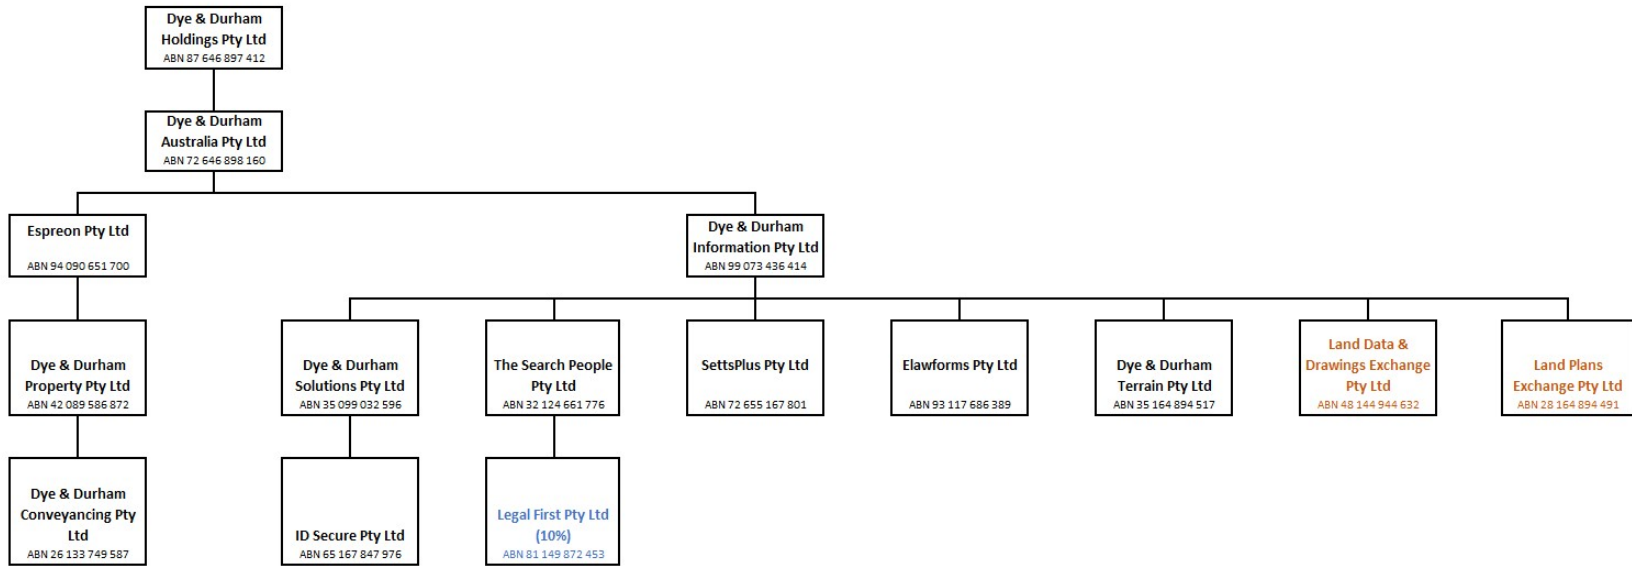 Dye & Durham
Holdings Pty Ltd
ABN 87 646 897 412
Dye & Durham
Australia Pty Ltd
ABN 72 646 898 160
Espreon Pty Ltd
ABN 94 090 651 700
Dye & Durham
Information Pty Ltd
ABN 99 073 436 414
Dye & Durham
Property Pty Ltd
ABN 42 089 586 872
Dye & Durham
Solutions Pty Ltd
ABN 35 099 032 596
The Search People
Pty Ltd
ABN 32 124 661 776
SettsPlus Pty Ltd
ABN 72 655 167 801
Elawforms Pty Ltd
ABN 93 117 686 389
Dye & Durham
Terrain Pty Ltd
ABN 35 164 894 517
Land Data &
Drawings Exchange
Pty Ltd
ABN 48 144 944 632
Land Plans
Exchange Pty Ltd
ABN 28 164 894 491
Dye & Durham
Conveyancing Pty
Ltd
ABN 26 133 749 587
ID Secure Pty Ltd
ABN 65 167 847 976
Legal First Pty Ltd
(10%)
ABN 81 149 872 453